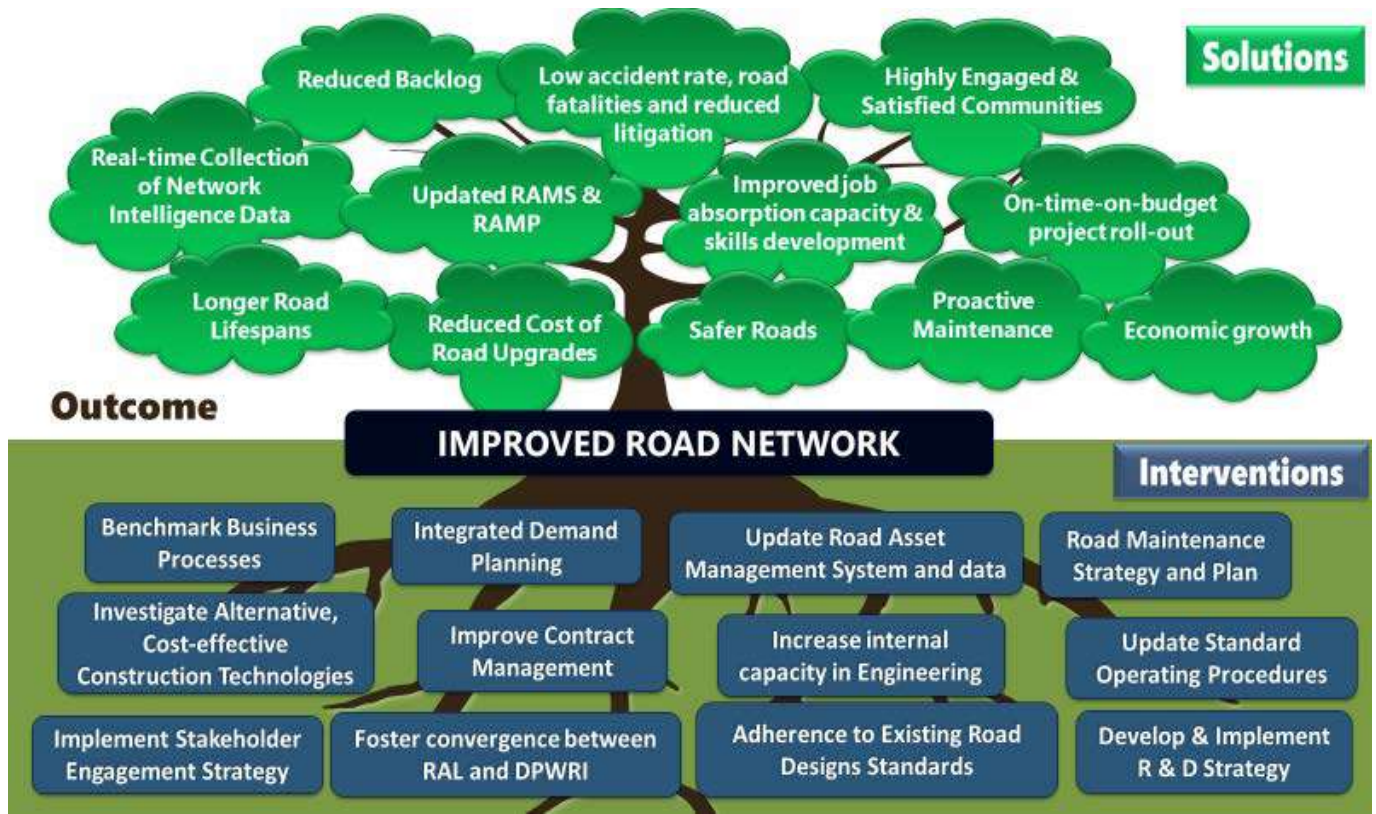 Solutions
Reduced Backlog
Low accident rate, road
fatalities and reduced
litigation
Highly Engaged &
Satisfied Communities
Real-time Collection
of Network
Intelligence Data
Updated RAMS &
RAMP
Improved job
absorption capacity &
skills development
On-time-on-budget
project roll-out
Longer Road
Lifespans
Reduced Cost of
Road Upgrades
Safer Roads
Proactive
Maintenance
Economic growth
Outcome
IMPROVED ROAD NETWORK
Interventions
Benchmark Business
Processes
Integrated Demand
Planning
Update Road Asset
Management System and data
Road Maintenance
Strategy and Plan
Investigate Alternative,
Cost-effective
Construction Technologies
Improve Contract
Management
Increase internal
capacity in Engineering
Update Standard
Operating Procedures
Implement Stakeholder
Engagement Strategy
Foster convergence between
RAL and DPWRI
Adherence to Existing Road
Designs Standards
Develop & Implement
R & D Strategy